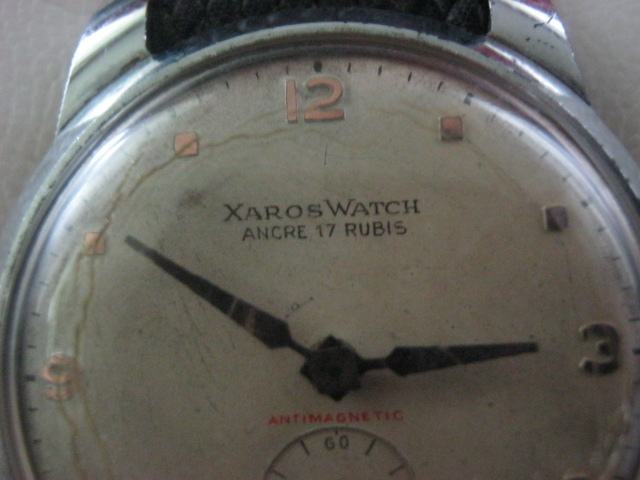 12
XAROS WATCH
ANCRE 17 RUBIS
9
3
ANTIMAGNETIC
60